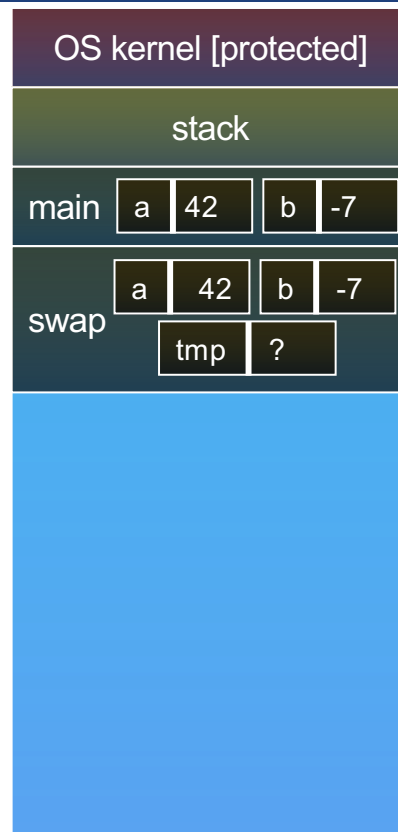 OS kernel [protected]
stack
main a 42 b -7
a 42 b -7
swap
tmp ?